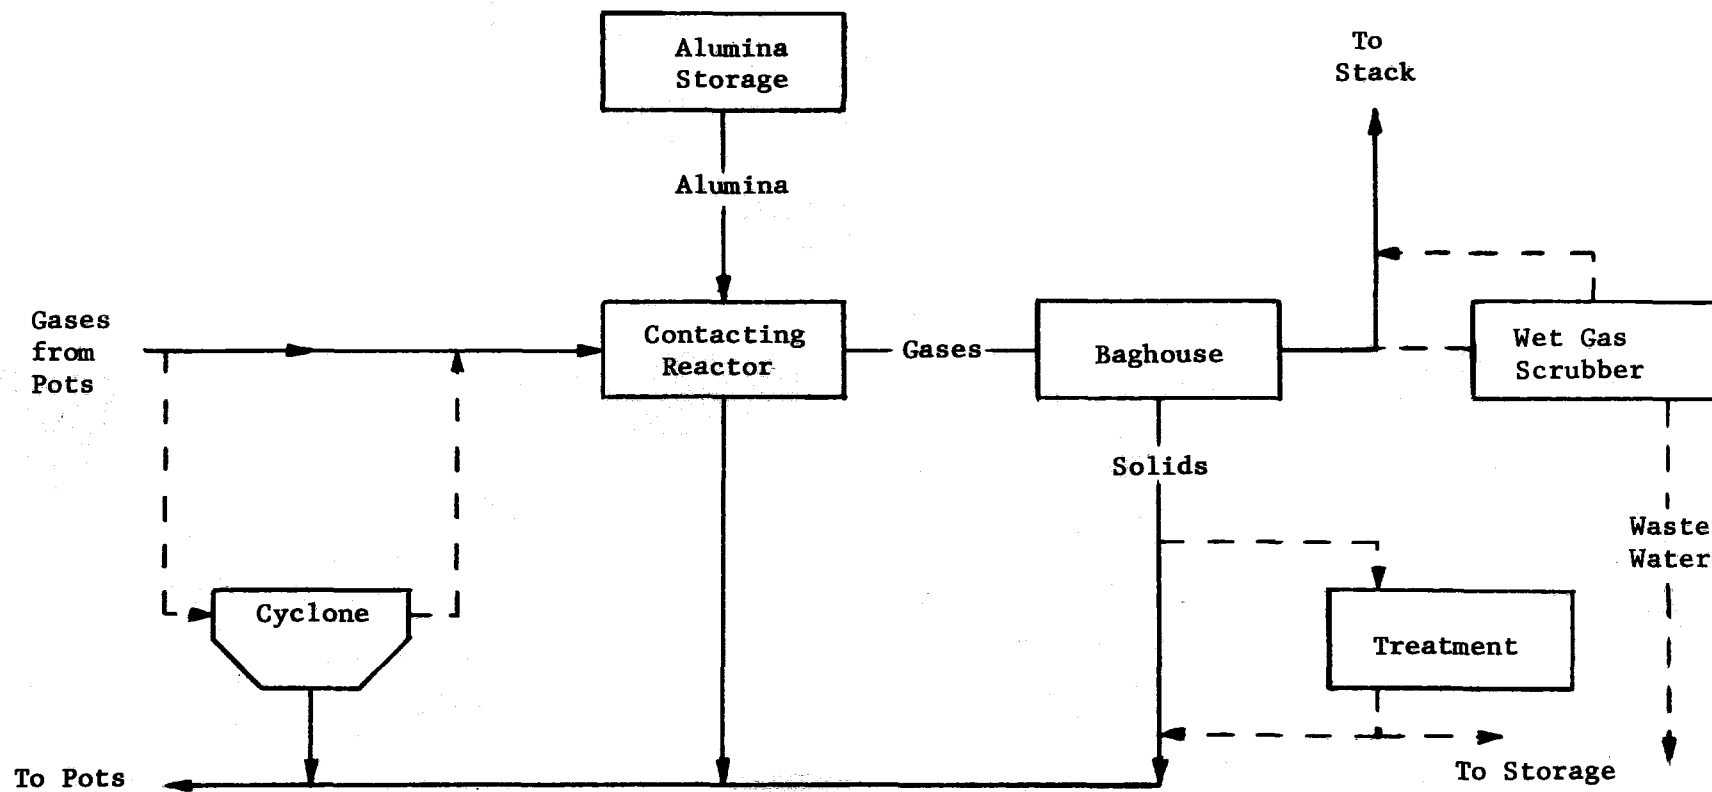 Alumina
Storage
To
Stack
Alumina
Gases
from
Pots
Contacting
Reactor
Gases
Baghouse
Wet Gas
Scrubber
Solids
Waste
Water
Cyclone
Treatment
To Pots
To Storage